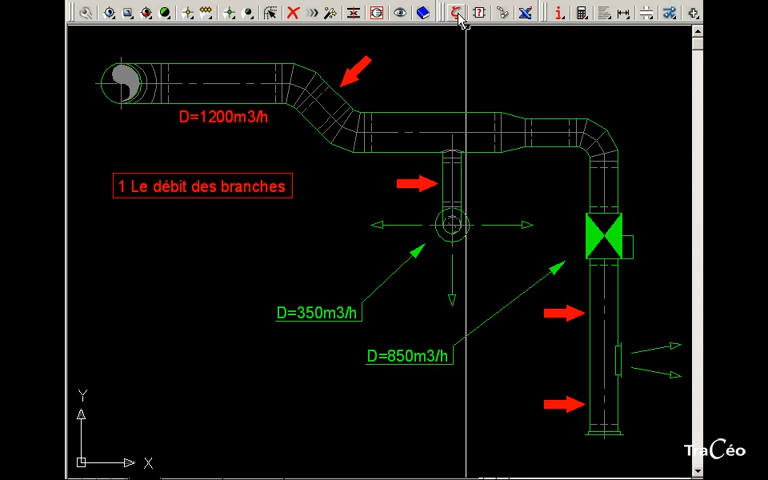 D=1200m3/h
1 Le débit des branches
D=350m3/h
D=850m3/h
Y
X
TraCéo